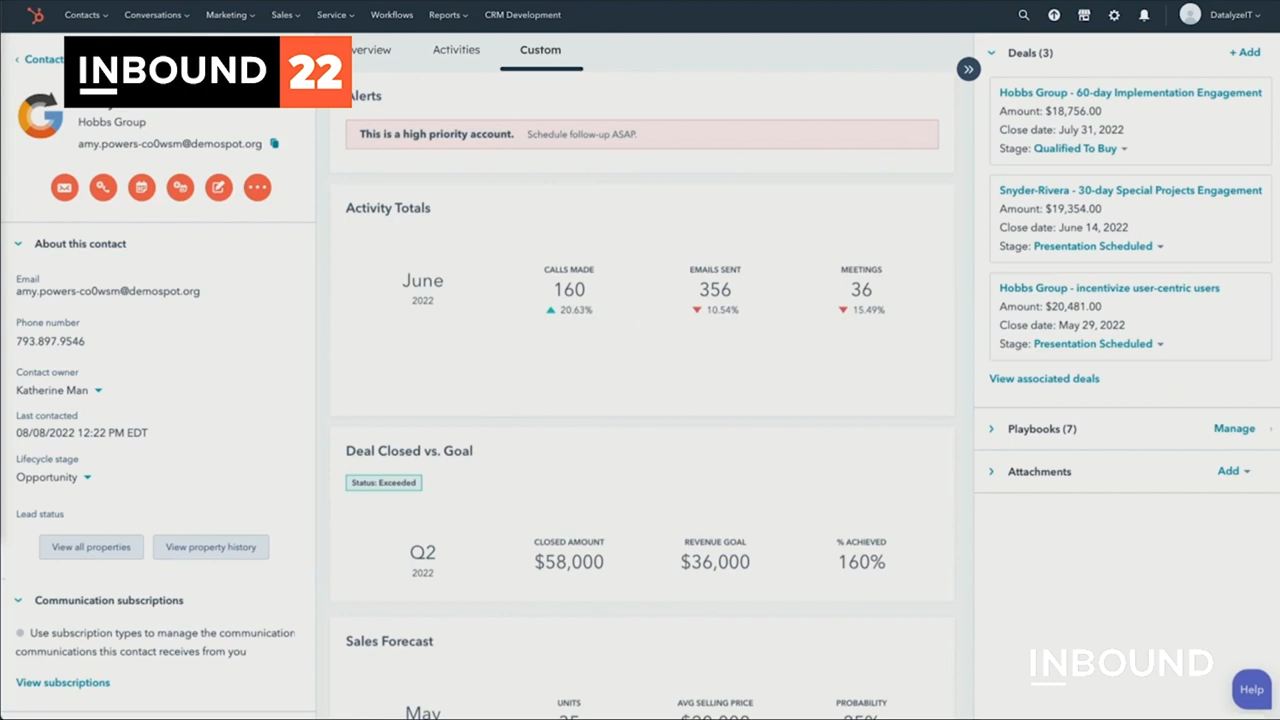 Contacts Conversations Marketing Sales Service Workflows Reports CRM Development DatalyzeIT
Contact
INBOUND 22
Hobbs Group
amy.powers-co0wsm@demospot.org
About this contact
Email
amy.powers-co0wsm@demospot.org
Phone number
793.897.9546
Contact owner
Katherine Man
Last contacted
08/08/2022 12:22 PM EDT
Lifecycle stage
Opportunity
Lead status
View all properties View property history
Communication subscriptions
Use subscription types to manage the communication
communications this contact receives from you
View subscriptions
Overview Activities Custom
Alerts
This is a high priority account. Schedule follow-up ASAP.
Activity Totals
June
2022
CALLS MADE
160
20.63%
EMAILS SENT
356
10.54%
MEETINGS
36
15.49%
Deal Closed vs. Goal
Status: Exceeded
Q2
2022
CLOSED AMOUNT
$58,000
REVENUE GOAL
$36,000
% ACHIEVED
160%
Sales Forecast
May
UNITS
AVG SELLING PRICE
PROBABILITY
Deals (3) + Add
Hobbs Group - 60-day Implementation Engagement
Amount: $18,756.00
Close date: July 31, 2022
Stage: Qualified To Buy
Snyder-Rivera - 30-day Special Projects Engagement
Amount: $19,354.00
Close date: June 14, 2022
Stage: Presentation Scheduled
Hobbs Group - incentivize user-centric users
Amount: $20,481.00
Close date: May 29, 2022
Stage: Presentation Scheduled
View associated deals
Playbooks (7) Manage
Attachments Add
INBOUND
Help